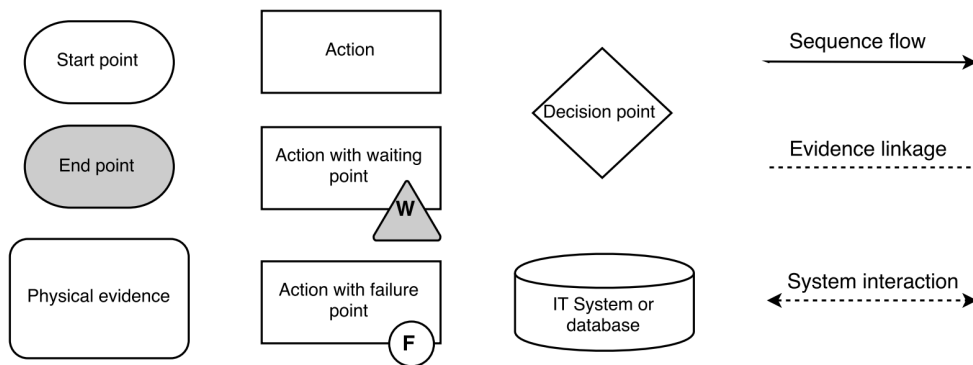 Start point
Action
Sequence flow
Decision point
End point
Action with waiting
point
W
Evidence linkage
Physical evidence
Action with failure
point
F
IT System or
database
System interaction